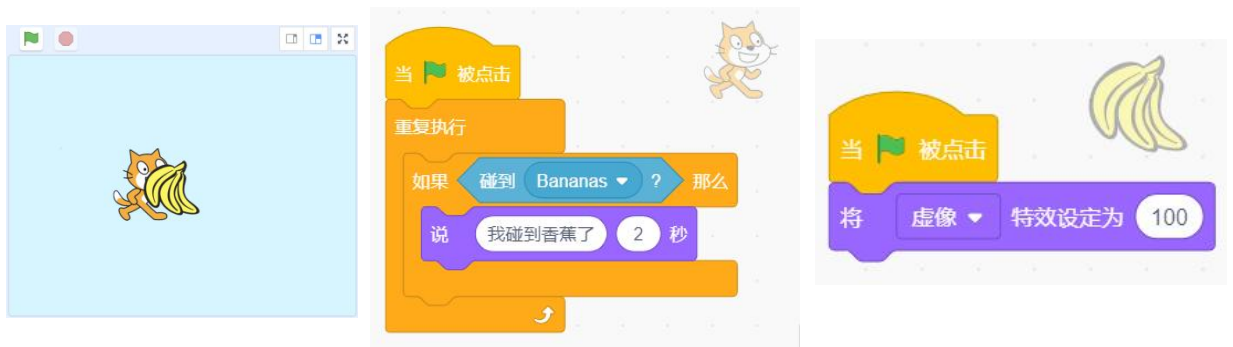 当 被点击
重复执行
如果 碰到 Bananas ? 那么
说 我碰到香蕉了 2 秒
当 被点击
将 虚像 特效设定为 100